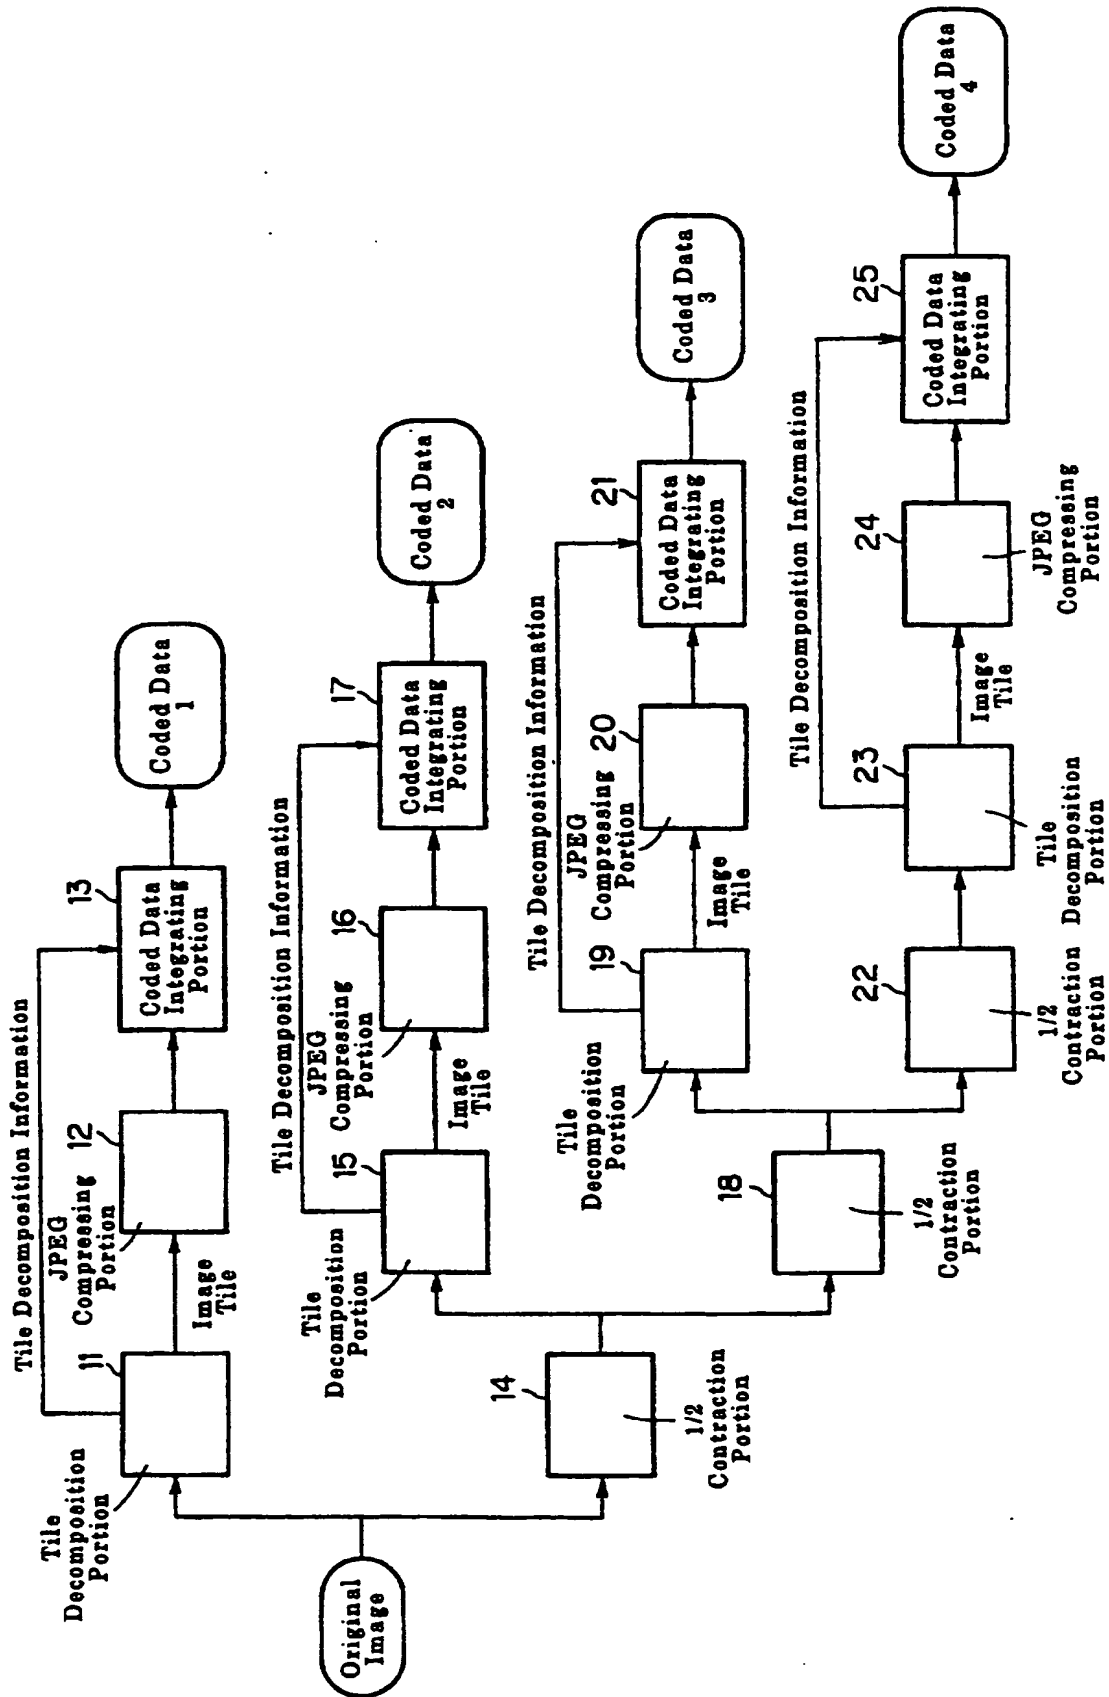 Original
Image
Tile
Decomposition
Portion
11
Tile Decomposition Information
Image
Tile
JPEG
Compressing
Portion
12
13
Coded Data
Integrating
Portion
Coded Data
1
14
1/2
Contraction
Portion
Tile
Decomposition
Portion
15
Tile Decomposition Information
Image
Tile
JPEG
Compressing
Portion
16
17
Coded Data
Integrating
Portion
Coded Data
2
18
1/2
Contraction
Portion
Tile
Decomposition
Portion
19
Tile Decomposition Information
Image
Tile
JPEG
Compressing
Portion
20
21
Coded Data
Integrating
Portion
Coded Data
3
22
1/2
Contraction
Portion
23
Tile
Decomposition
Portion
Tile Decomposition Information
Image
Tile
24
JPEG
Compressing
Portion
25
Coded Data
Integrating
Portion
Coded Data
4